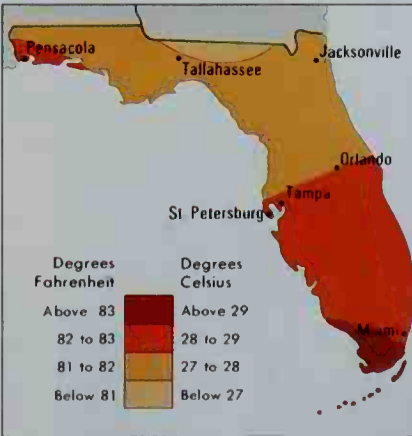 Pensacola
Tallahassee
Jacksonville
Orlando
Tampa
St Petersburg
Miami
Degrees Fahrenheit
Degrees Celsius
Above 83
Above 29
82 to 83
28 to 29
81 to 82
27 to 28
Below 81
Below 27